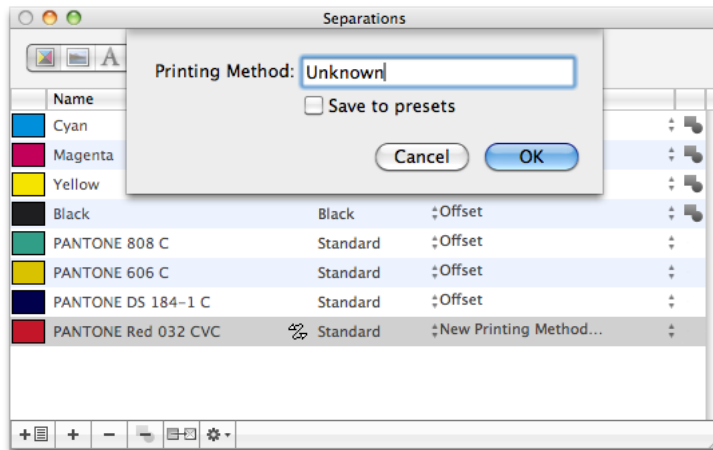 Separations
A
Printing Method: Unknown
Save to presets
Cancel OK
Name
Cyan
Magenta
Yellow
Black Black Offset
PANTONE 808 C Standard Offset
PANTONE 606 C Standard Offset
PANTONE DS 184-1 C Standard Offset
PANTONE Red 032 CVC Standard New Printing Method...